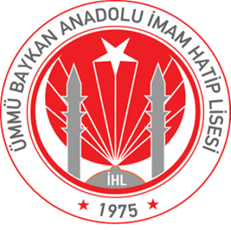 ÜMMÜ BAYKAN ANADOLU İMAM HATİP LİSESİ
İHL
1975